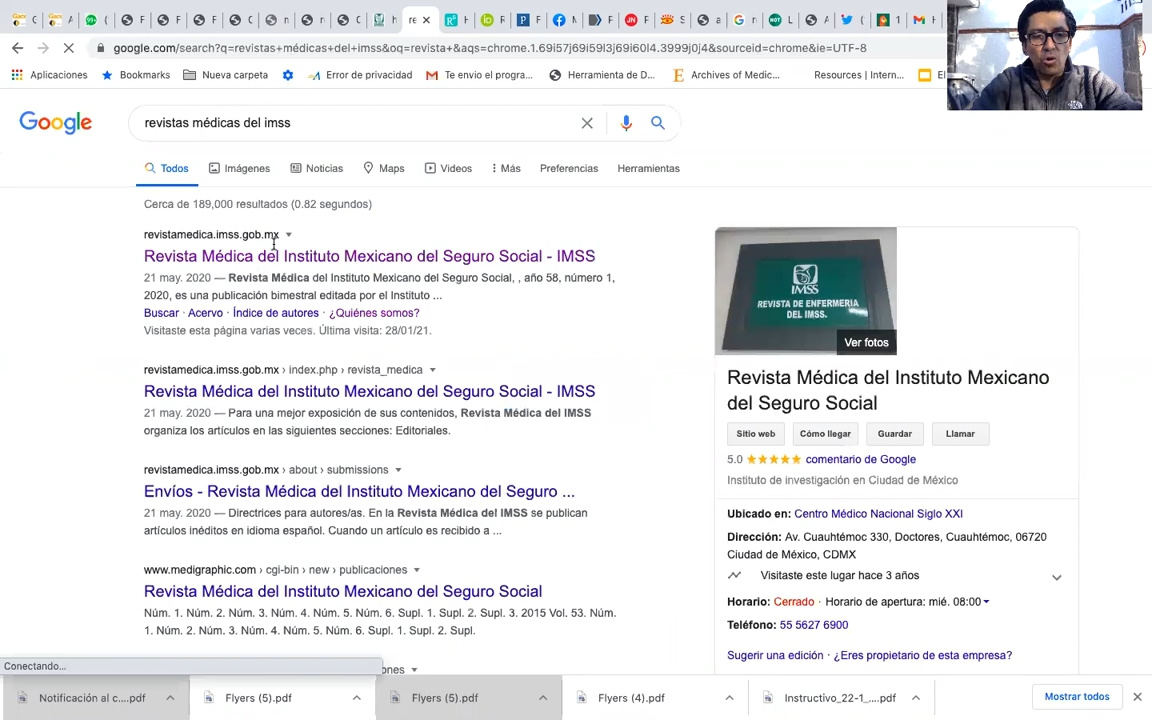 re
google.com/search?q=revistas+médicas+del+imss&oq=revista+&aqs=chrome.1.69i57j69i59l3j69i60l4.3999j0j4&sourceid=chrome&ie=UTF-8
Aplicaciones Bookmarks Nueva carpeta Error de privacidad Te envio el progra... Herramienta de D... Archives of Medic... Resources | Intern... El
Google
revistas médicas del imss
Todos Imágenes Noticias Maps Videos Más Preferencias Herramientas
Cerca de 189,000 resultados (0.82 segundos)
revistamedica.imss.gob.mx
Revista Médica del Instituto Mexicano del Seguro Social - IMSS
21 may. 2020 — Revista Médica del Instituto Mexicano del Seguro Social, , año 58, número 1,
2020, es una publicación bimestral editada por el Instituto ...
Buscar · Acervo · Índice de autores · ¿Quiénes somos?
Visitaste esta página varias veces. Última visita: 28/01/21.
revistamedica.imss.gob.mx › index.php › revista_medica
Revista Médica del Instituto Mexicano del Seguro Social - IMSS
21 may. 2020 — Para una mejor exposición de sus contenidos, Revista Médica del IMSS
organiza los artículos en las siguientes secciones: Editoriales.
revistamedica.imss.gob.mx › about › submissions
Envíos - Revista Médica del Instituto Mexicano del Seguro ...
21 may. 2020 — Directrices para autores/as. En la Revista Médica del IMSS se publican
artículos inéditos en idioma español. Cuando un artículo es recibido a ...
www.medigraphic.com › cgi-bin › new › publicaciones
Revista Médica del Instituto Mexicano del Seguro Social
Núm. 1. Núm. 2. Núm. 3. Núm. 4. Núm. 5. Núm. 6. Supl. 1. Supl. 2. Supl. 3. 2015 Vol. 53. Núm.
1. Núm. 2. Núm. 3. Núm. 4. Núm. 5. Núm. 6. Supl. 1. Supl. 2. Supl.
IMSS
REVISTA DE ENFERMERIA
DEL IMSS.
Ver fotos
Revista Médica del Instituto Mexicano
del Seguro Social
Sitio web Cómo llegar Guardar Llamar
5.0 comentario de Google
Instituto de investigación en Ciudad de México
Ubicado en: Centro Médico Nacional Siglo XXI
Dirección: Av. Cuauhtémoc 330, Doctores, Cuauhtémoc, 06720
Ciudad de México, CDMX
Visitaste este lugar hace 3 años
Horario: Cerrado · Horario de apertura: mié. 08:00
Teléfono: 55 5627 6900
Sugerir una edición · ¿Eres propietario de esta empresa?
Conectando...
Notificación al c....pdf Flyers (5).pdf Flyers (5).pdf Flyers (4).pdf Instructivo_22-1_....pdf Mostrar todos